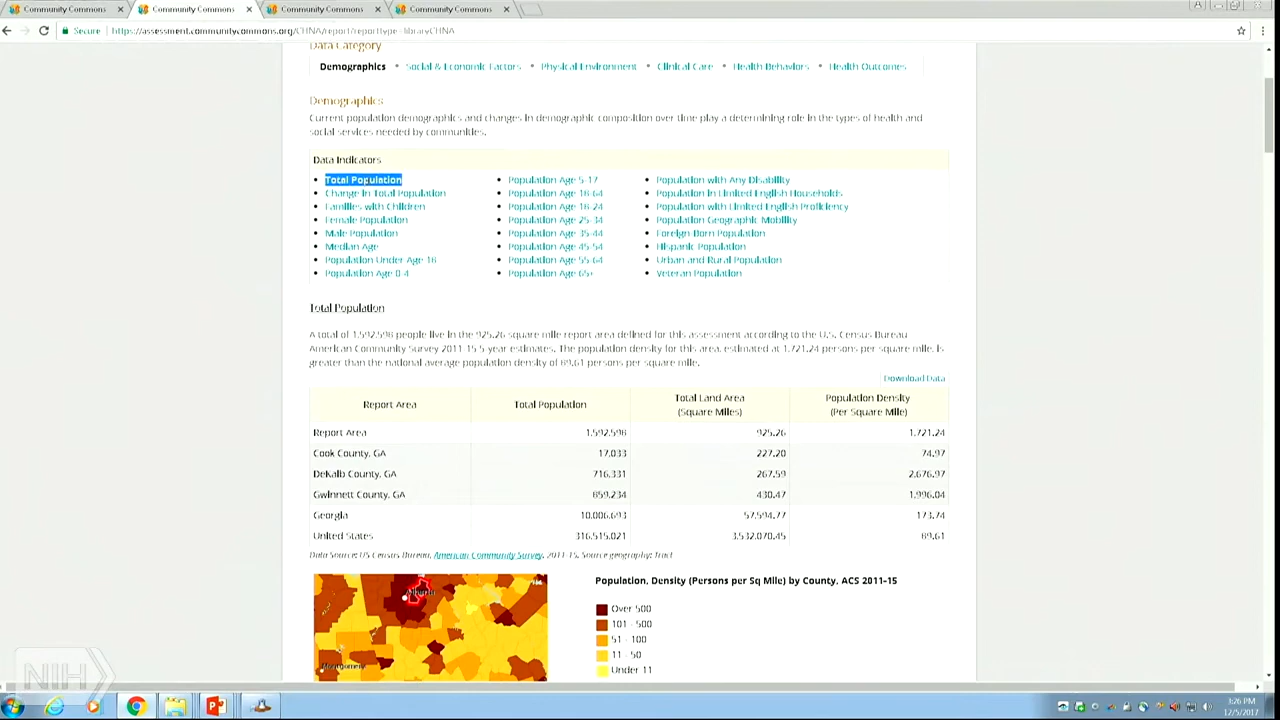 Community Commons
Community Commons
Community Commons
Community Commons
Secure https://assessment.communitycommons.org/CHNA/report?reporttype=libraryCHNA
Data Category
Demographics • Social & Economic Factors • Physical Environment • Clinical Care • Health Behaviors • Health Outcomes
Demographics
Current population demographics and changes in demographic composition over time play a determining role in the types of health and
social services needed by communities.
Data Indicators
• Total Population
• Change in Total Population
• Families with Children
• Female Population
• Male Population
• Median Age
• Population Under Age 18
• Population Age 0-4
• Population Age 5-17
• Population Age 18-64
• Population Age 18-24
• Population Age 25-34
• Population Age 35-44
• Population Age 45-54
• Population Age 55-64
• Population Age 65+
• Population with Any Disability
• Population in Limited English Households
• Population with Limited English Proficiency
• Population Geographic Mobility
• Foreign Born Population
• Hispanic Population
• Urban and Rural Population
• Veteran Population
Total Population
A total of 1,592,598 people live in the 925.26 square mile report area defined for this assessment according to the U.S. Census Bureau
American Community Survey 2011-15 5-year estimates. The population density for this area, estimated at 1,721.24 persons per square mile, is
greater than the national average population density of 89.61 persons per square mile.
Download Data
Report Area Total Population Total Land Area (Square Miles) Population Density (Per Square Mile)
Report Area 1,592,598 925.26 1,721.24
Cook County, GA 17,033 227.20 74.97
DeKalb County, GA 716,331 267.59 2,676.97
Gwinnett County, GA 859,234 430.47 1,996.04
Georgia 10,006,693 57,594.77 173.74
United States 316,515,021 3,532,070.45 89.61
Data Source: US Census Bureau, American Community Survey. 2011-15. Source geography: Tract
Atlanta
Montgomery
Population, Density (Persons per Sq Mile) by County, ACS 2011-15
Over 500
101 - 500
51 - 100
11 - 50
Under 11
NIH
3:26 PM
12/5/2017